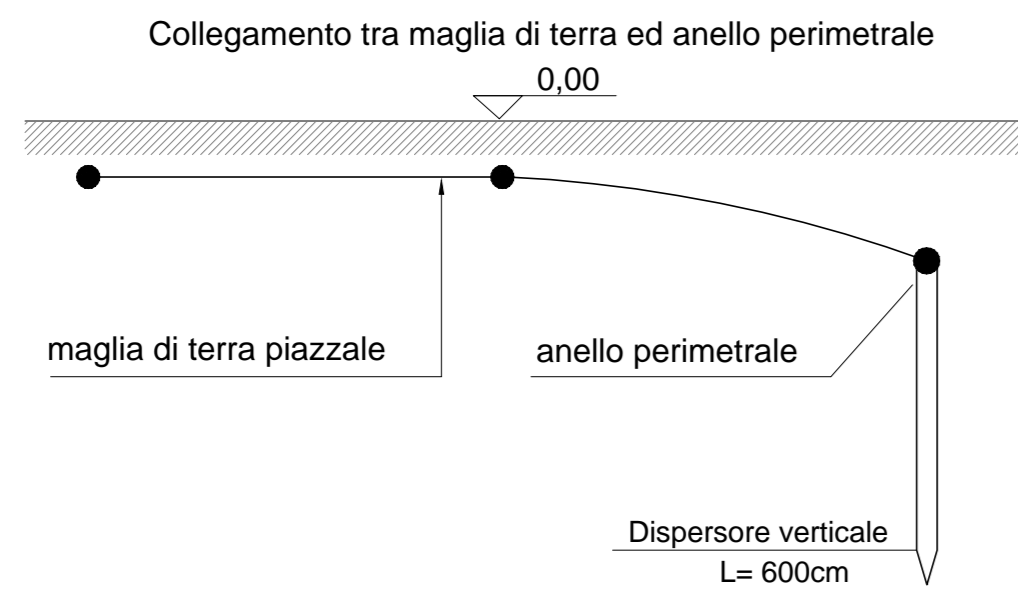 Collegamento tra maglia di terra ed anello perimetrale
0,00
maglia di terra piazzale
anello perimetrale
Dispersore verticale
L= 600cm